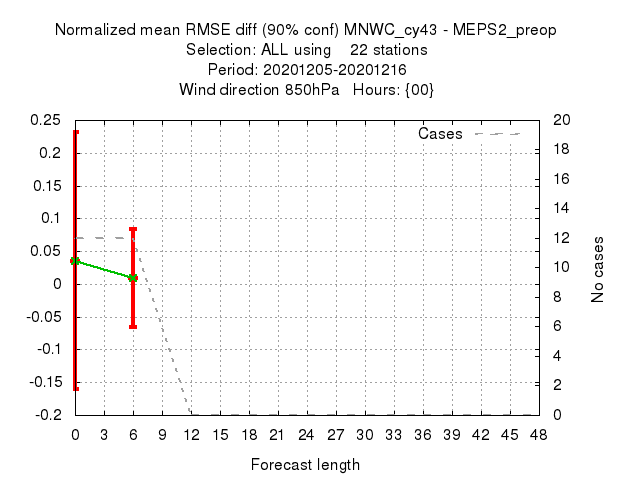 Normalized mean RMSE diff (90% conf) MNWC_cy43 - MEPS2_preop
Selection: ALL using 22 stations
Period: 20201205-20201216
Wind direction 850hPa Hours: {00}
Cases
0.25
0.2
0.15
0.1
0.05
0
-0.05
-0.1
-0.15
-0.2
20
18
16
14
12
10
8
6
4
2
0
No cases
0 3 6 9 12 15 18 21 24 27 30 33 36 39 42 45 48
Forecast length